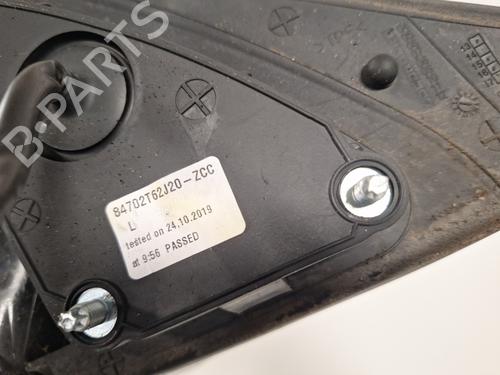 B-PARTS
84702T62J20-ZCC
L
tested on 24.10.2019
at 9:56 PASSED